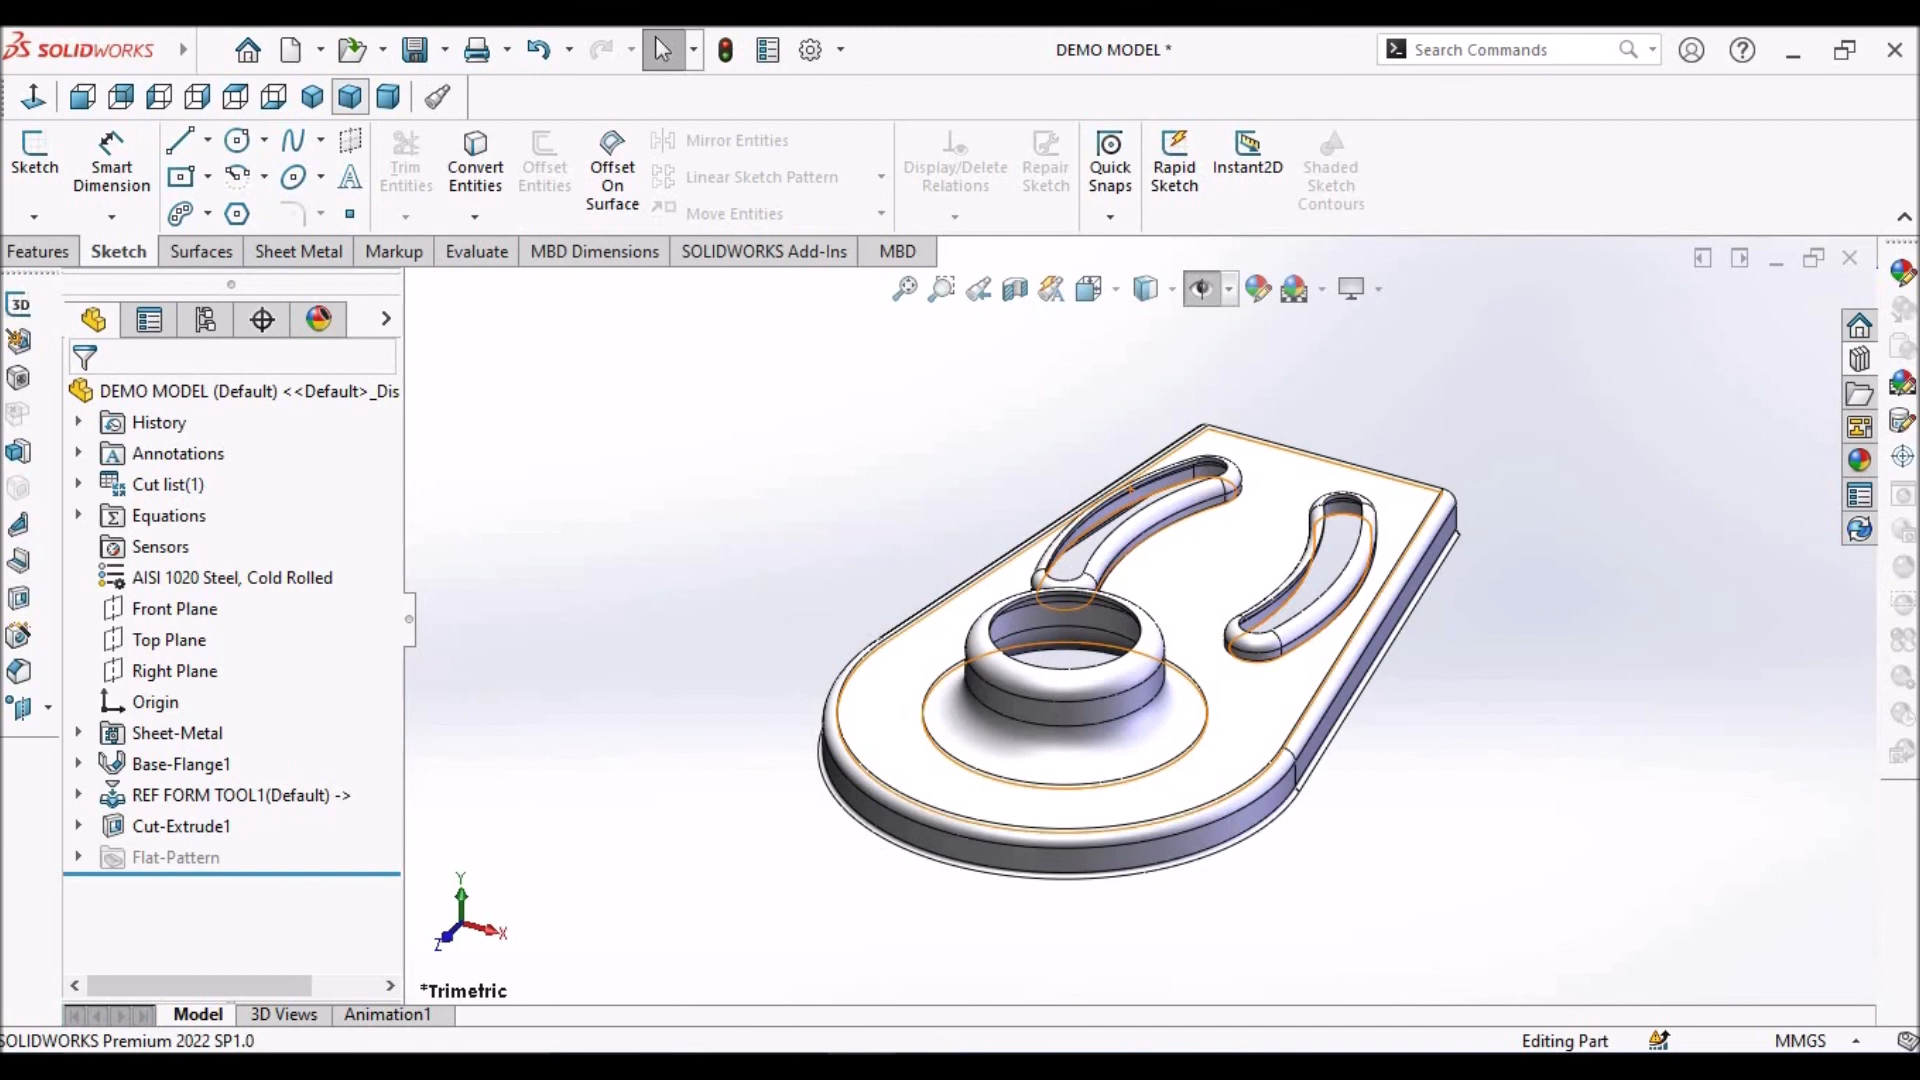 SOLIDWORKS
DEMO MODEL *
Search Commands
Sketch
Smart Dimension
Trim Entities
Convert Entities
Offset Entities
Offset On Surface
Mirror Entities
Linear Sketch Pattern
Move Entities
Display/Delete Relations
Repair Sketch
Quick Snaps
Rapid Sketch
Instant2D
Shaded Sketch Contours
Features
Sketch
Surfaces
Sheet Metal
Markup
Evaluate
MBD Dimensions
SOLIDWORKS Add-Ins
MBD
3D
DEMO MODEL (Default) <<Default>_Dis
History
Annotations
Cut list(1)
Equations
Sensors
AISI 1020 Steel, Cold Rolled
Front Plane
Top Plane
Right Plane
Origin
Sheet-Metal
Base-Flange1
REF FORM TOOL1(Default) ->
Cut-Extrude1
Flat-Pattern
Y
X
Z
*Trimetric
Model
3D Views
Animation1
SOLIDWORKS Premium 2022 SP1.0
Editing Part
MMGS